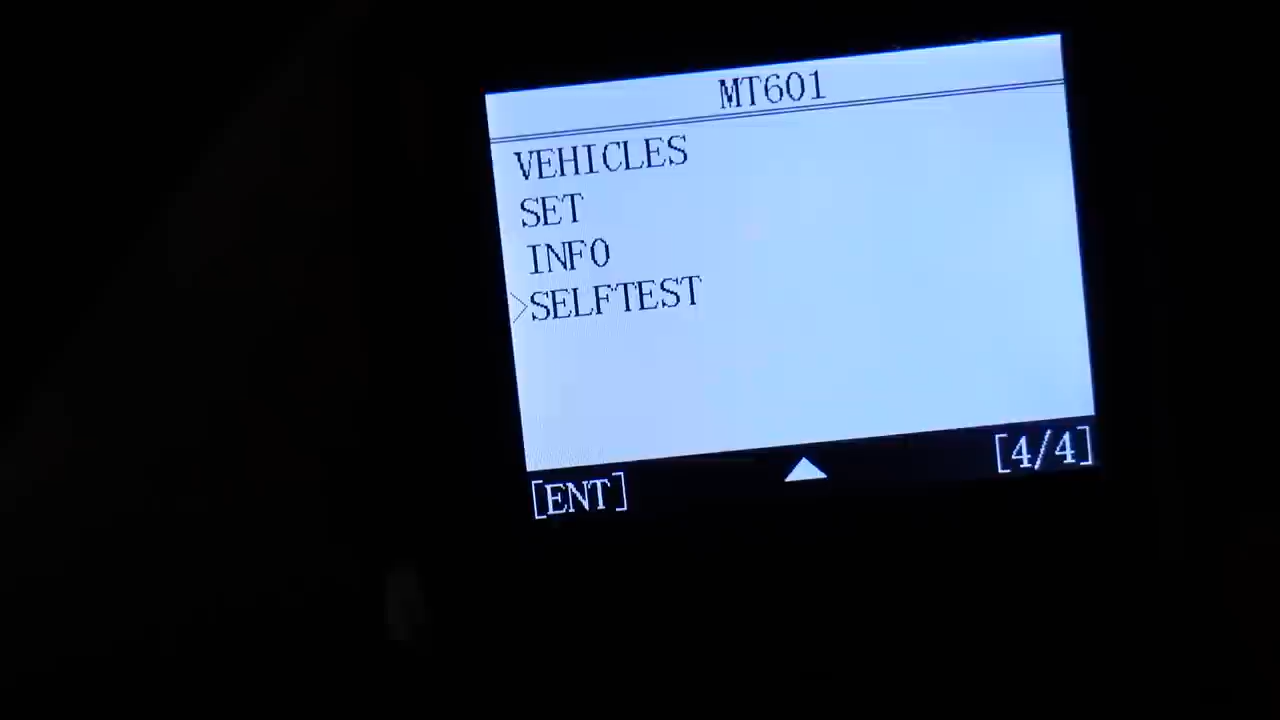 MT601
VEHICLES
SET
INFO
>SELFTEST
[ENT] [4/4]